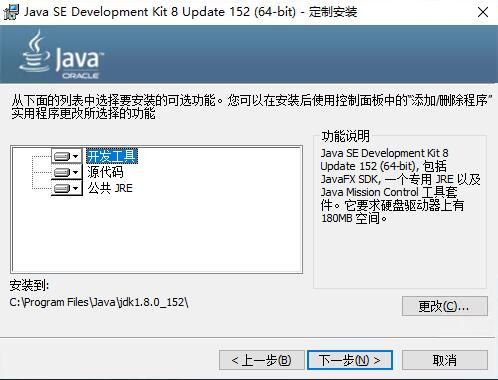 Java SE Development Kit 8 Update 152 (64-bit) - 定制安装
Java
ORACLE
从下面的列表中选择要安装的可选功能。您可以在安装后使用控制面板中的“添加/删除程序”
实用程序更改所选择的功能
开发工具
源代码
公共 JRE
功能说明
Java SE Development Kit 8
Update 152 (64-bit), 包括
JavaFX SDK, 一个专用 JRE 以及
Java Mission Control 工具套
件。它要求硬盘驱动器上有
180MB 空间。
安装到:
C:\Program Files\Java\jdk1.8.0_152\
更改(C)...
< 上一步(B)
下一步(N) >
取消